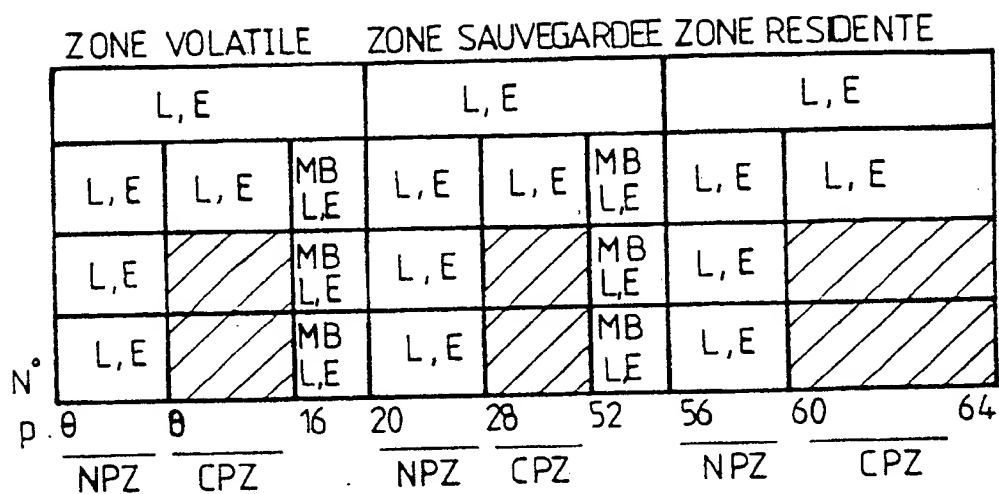 ZONE VOLATILE ZONE SAUVEGARDEE ZONE RESIDENTE
L, E L, E L, E
L, E L, E MB L,E L, E L, E MB L,E L, E L, E
L, E MB L,E L, E MB L,E L, E
L, E MB L,E L, E MB L,E L, E
N°
p. 0 8 16 20 28 52 56 60 64
NPZ CPZ NPZ CPZ NPZ CPZ